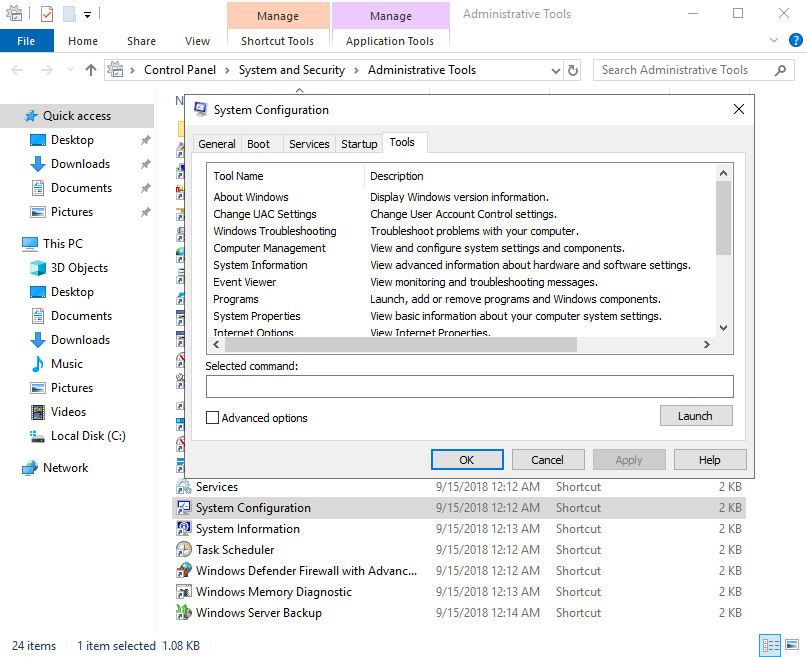 Manage Manage Administrative Tools
File Home Share View Shortcut Tools Application Tools
Control Panel System and Security Administrative Tools Search Administrative Tools
Quick access
Desktop
Downloads
Documents
Pictures
This PC
3D Objects
Desktop
Documents
Downloads
Music
Pictures
Videos
Local Disk (C:)
Network
N
System Configuration
General Boot Services Startup Tools
Tool Name Description
About Windows Display Windows version information.
Change UAC Settings Change User Account Control settings.
Windows Troubleshooting Troubleshoot problems with your computer.
Computer Management View and configure system settings and components.
System Information View advanced information about hardware and software settings.
Event Viewer View monitoring and troubleshooting messages.
Programs Launch, add or remove programs and Windows components.
System Properties View basic information about your computer system settings.
Internet Options View Internet Properties.
Selected command:
Advanced options Launch
OK Cancel Apply Help
Services 9/15/2018 12:12 AM Shortcut 2 KB
System Configuration 9/15/2018 12:12 AM Shortcut 2 KB
System Information 9/15/2018 12:13 AM Shortcut 2 KB
Task Scheduler 9/15/2018 12:12 AM Shortcut 2 KB
Windows Defender Firewall with Advanc... 9/15/2018 12:12 AM Shortcut 2 KB
Windows Memory Diagnostic 9/15/2018 12:13 AM Shortcut 2 KB
Windows Server Backup 9/15/2018 12:14 AM Shortcut 2 KB
24 items 1 item selected 1.08 KB